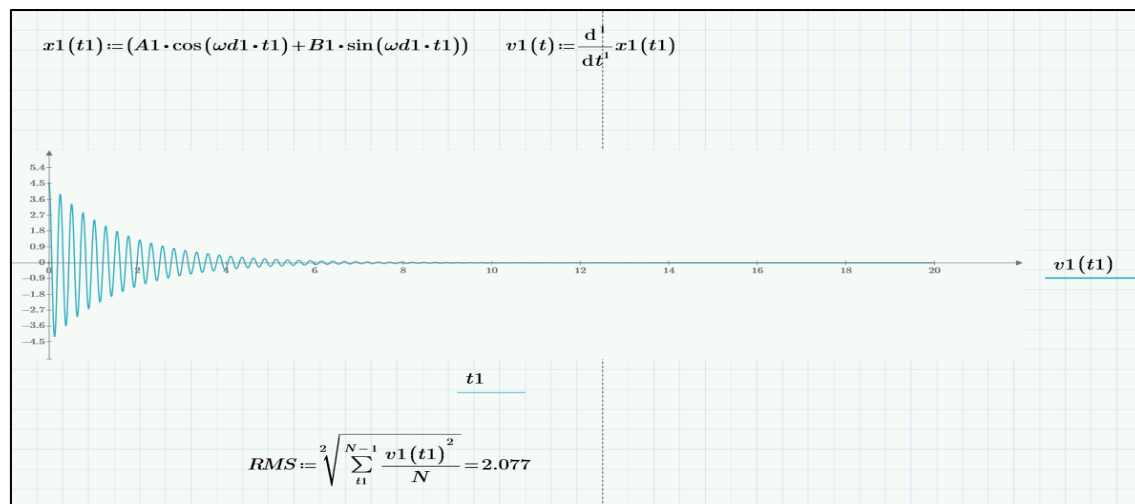 x1(t1):=(A1·cos(ωd1·t1)+B1·sin(ωd1·t1)) v1(t):=d¹/dt¹ x1(t1)
5.4
4.5
3.6
2.7
1.8
0.9
0
−0.9
−1.8
−2.7
−3.6
−4.5
0 2 4 6 8 10 12 14 16 18 20
v1(t1)
t1
RMS:=²√(∑_{t1}^{N−1} v1(t1)²/N)=2.077